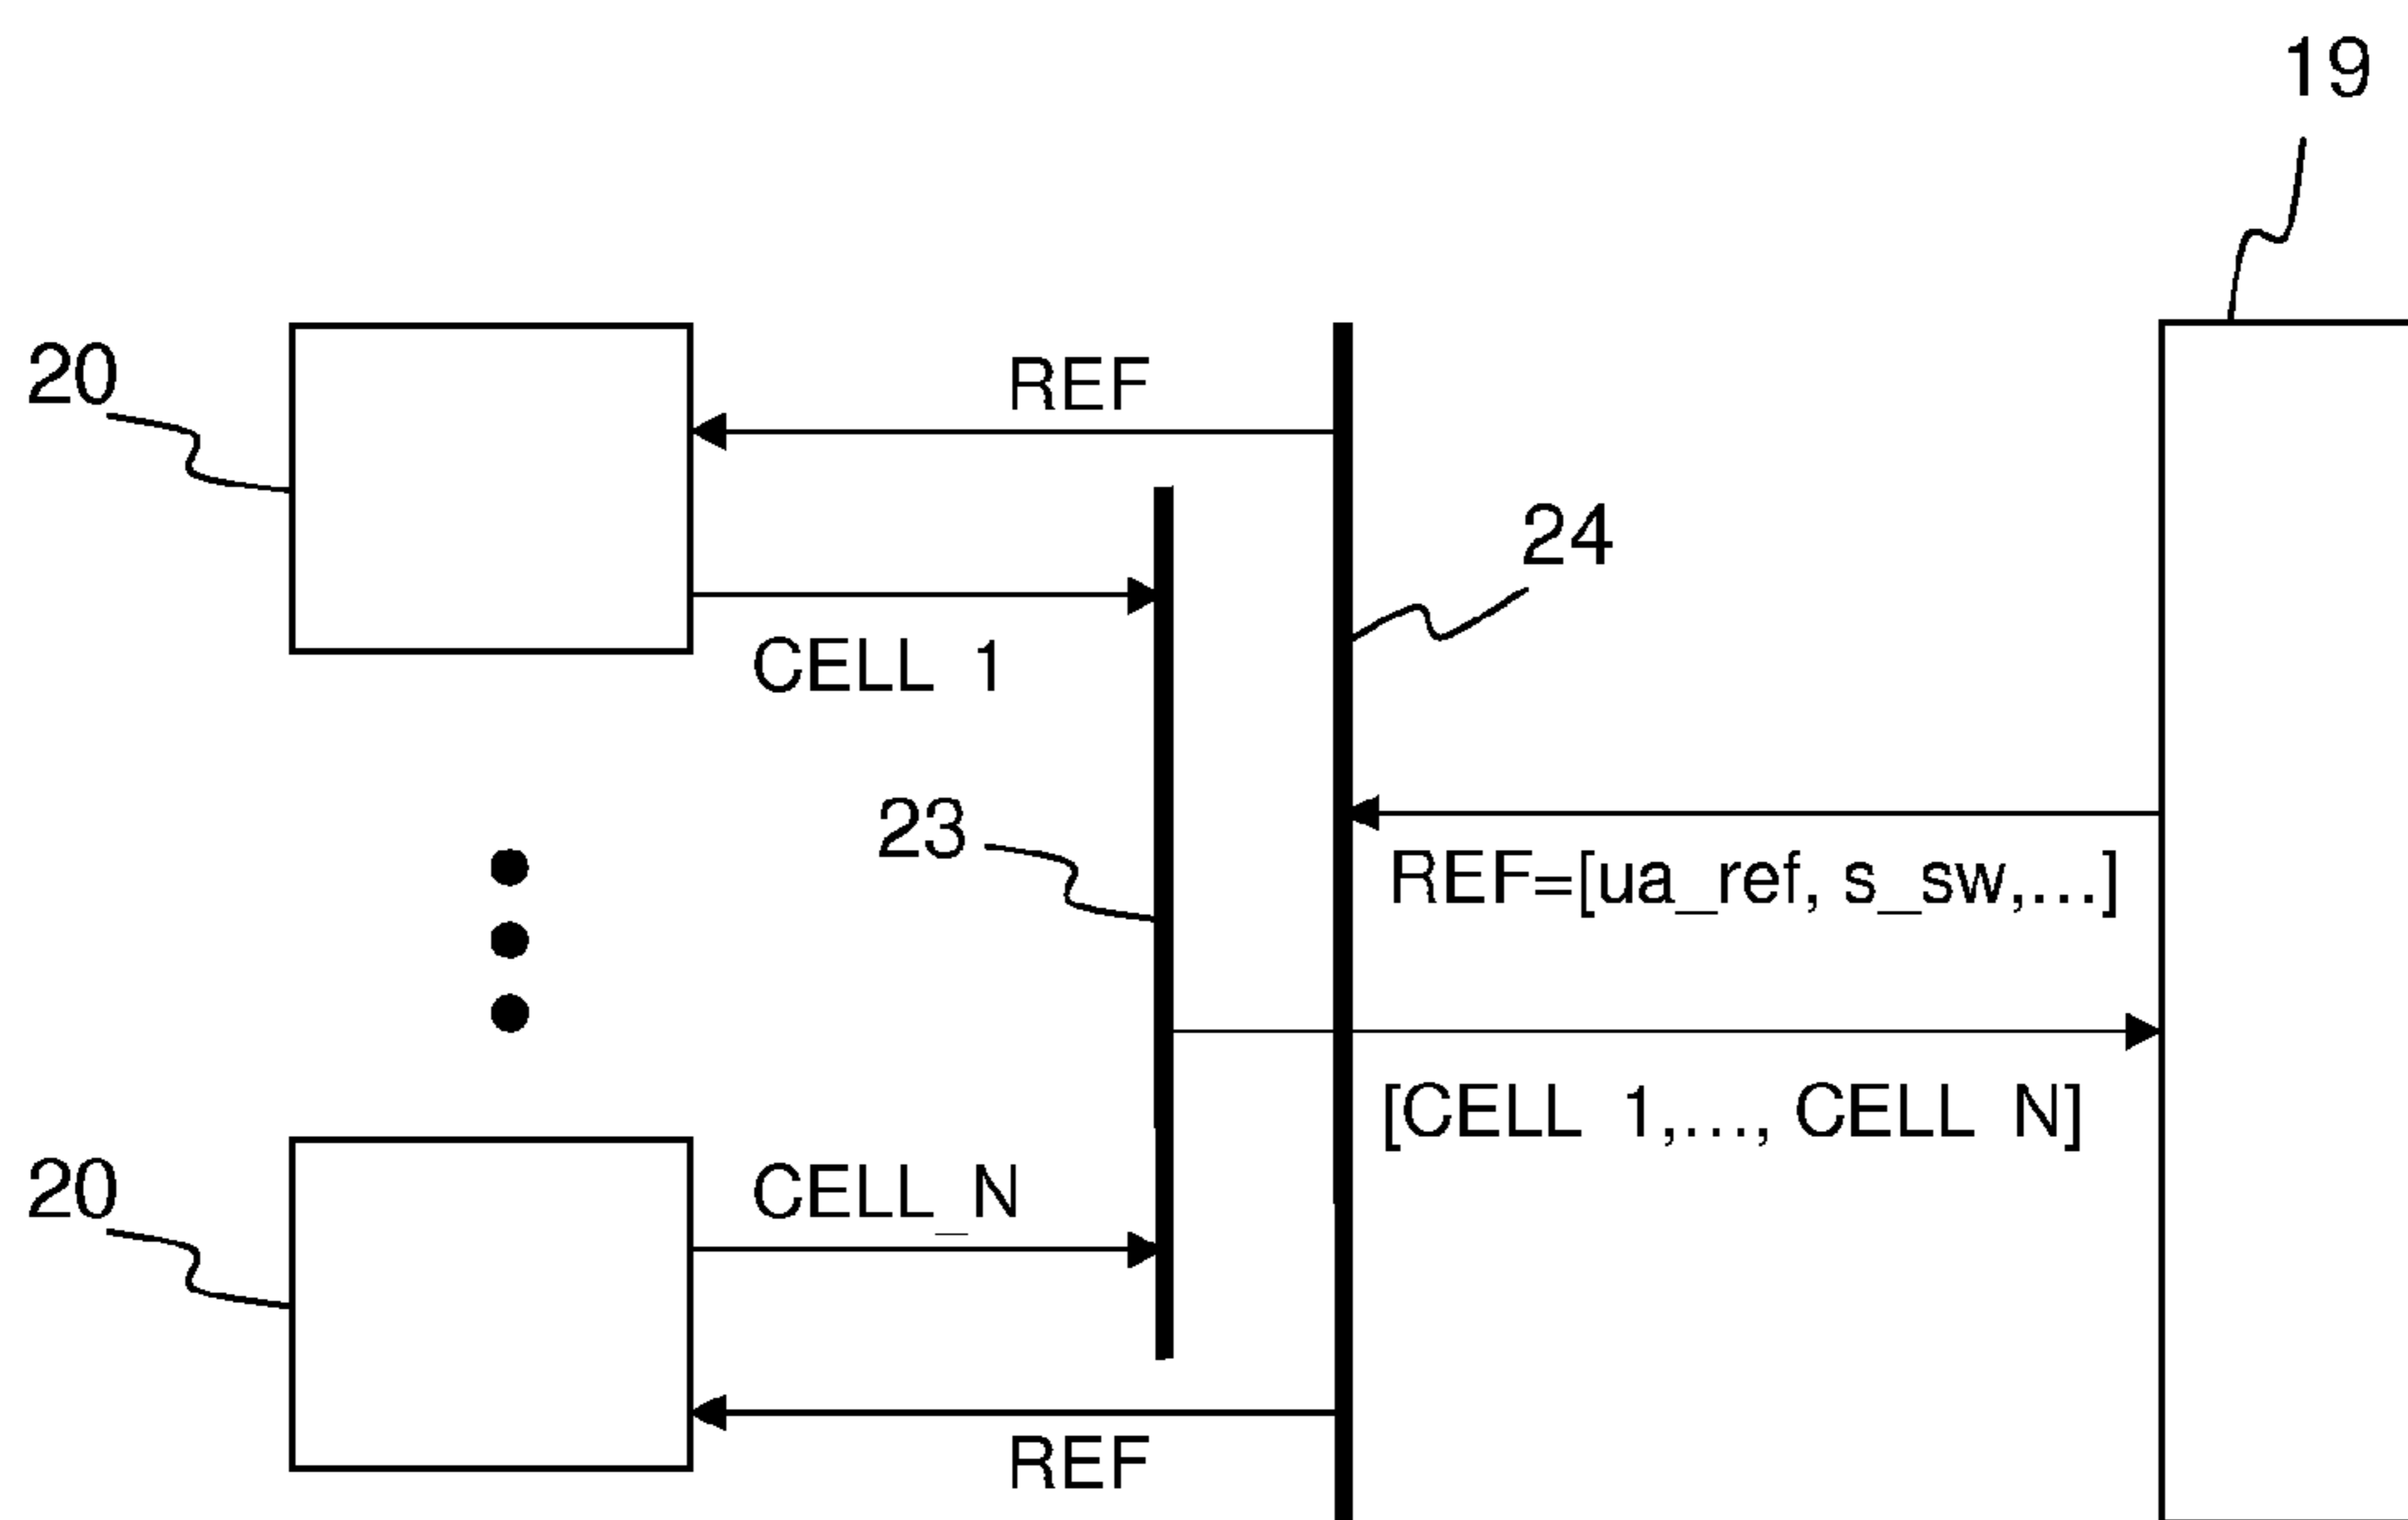 19
20
REF
24
CELL 1
23
REF=[ua_ref, s_sw,...]
[CELL 1,..., CELL N]
20
CELL_N
REF